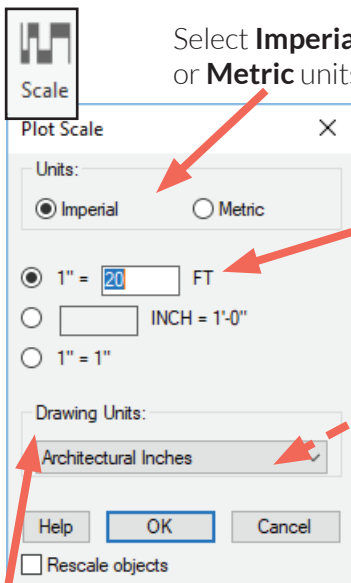 Select Imperia
or Metric units
Scale
Plot Scale
Units:
Imperial Metric
1" = 20 FT
INCH = 1'-0"
1" = 1"
Drawing Units:
Architectural Inches
Help OK Cancel
Rescale objects